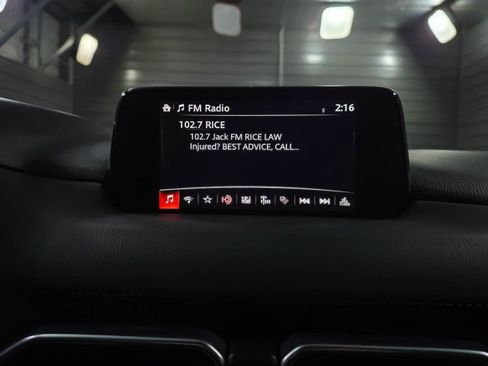 FM Radio 2:16
102.7 RICE
102.7 Jack FM RICE LAW
Injured? BEST ADVICE, CALL...